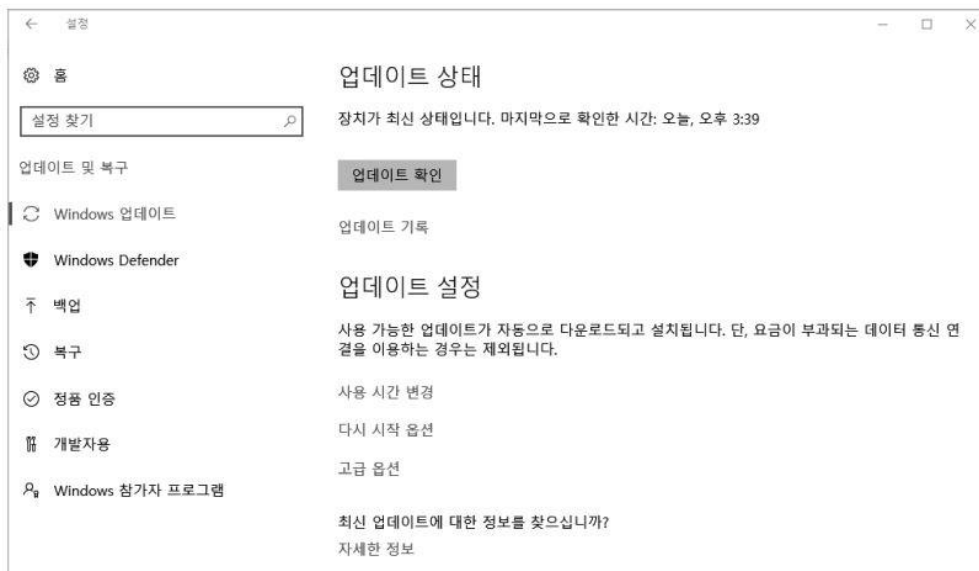 설정
홈
설정 찾기
업데이트 및 복구
Windows 업데이트
Windows Defender
백업
복구
정품 인증
개발자용
Windows 참가자 프로그램
업데이트 상태
장치가 최신 상태입니다. 마지막으로 확인한 시간: 오늘, 오후 3:39
업데이트 확인
업데이트 기록
업데이트 설정
사용 가능한 업데이트가 자동으로 다운로드되고 설치됩니다. 단, 요금이 부과되는 데이터 통신 연
결을 이용하는 경우는 제외됩니다.
사용 시간 변경
다시 시작 옵션
고급 옵션
최신 업데이트에 대한 정보를 찾으십니까?
자세한 정보